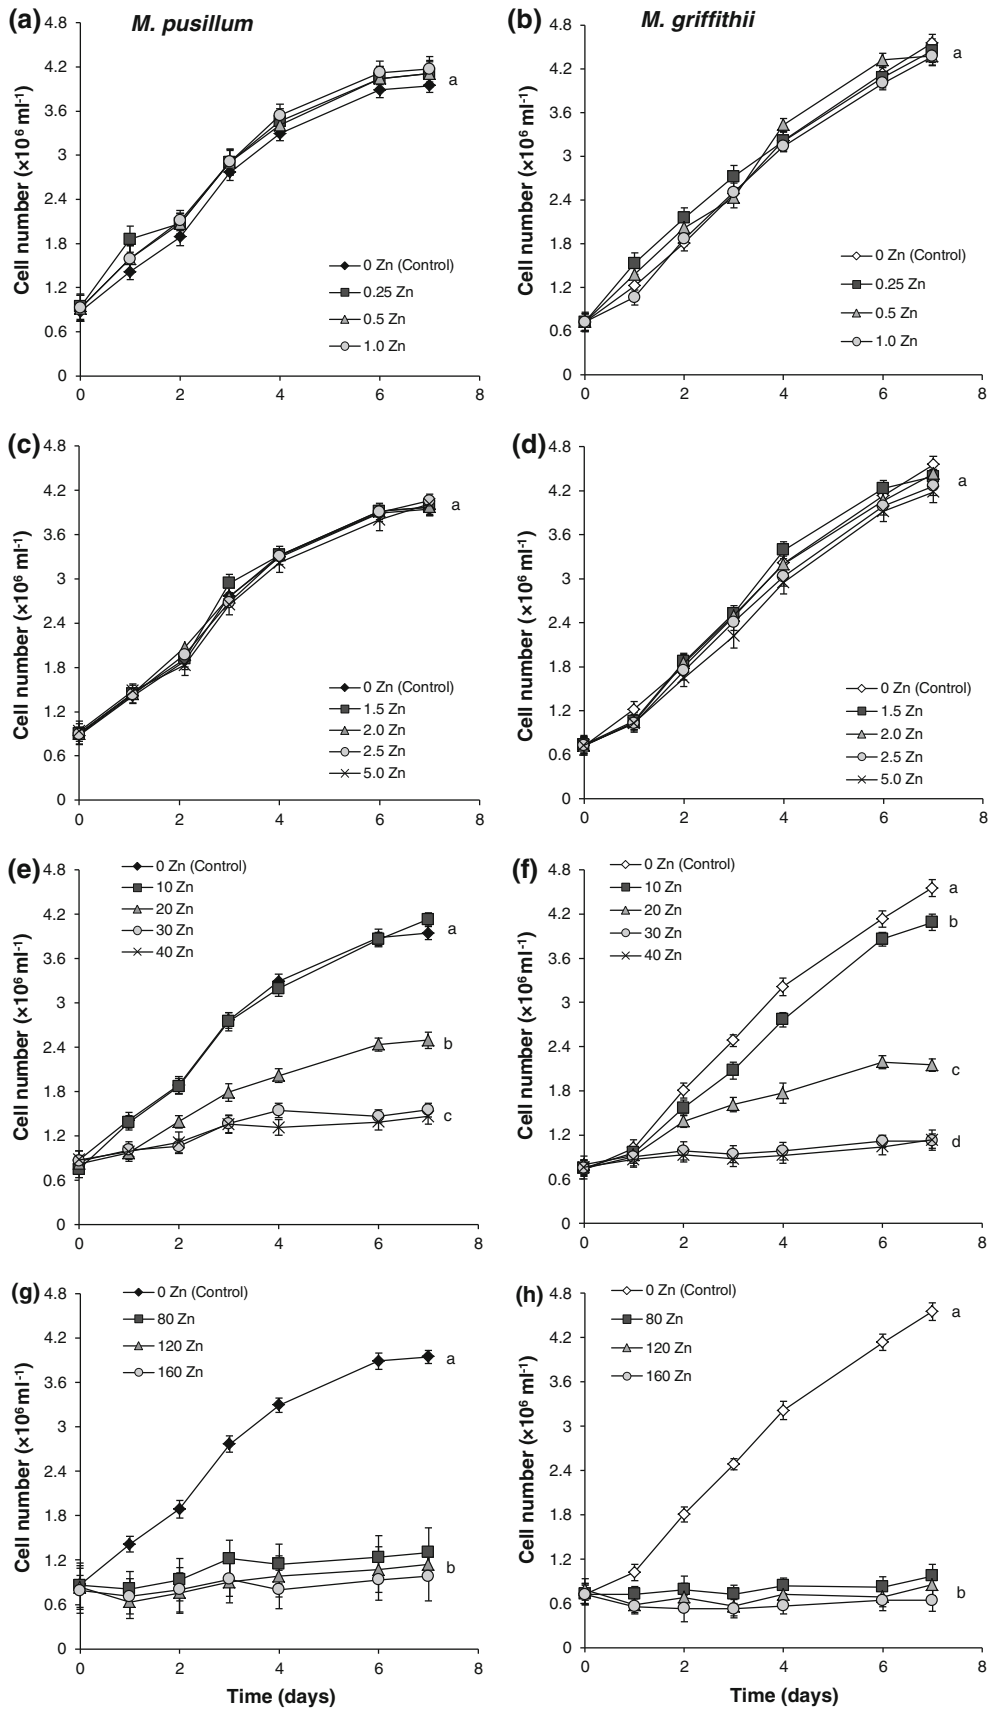 (a) M. pusillum
Cell number (×10⁶ ml⁻¹)
4.8
4.2
3.6
3
2.4
1.8
1.2
0.6
0
0 2 4 6 8
a
0 Zn (Control)
0.25 Zn
0.5 Zn
1.0 Zn
(b) M. griffithii
Cell number (×10⁶ ml⁻¹)
4.8
4.2
3.6
3
2.4
1.8
1.2
0.6
0
0 2 4 6 8
a
0 Zn (Control)
0.25 Zn
0.5 Zn
1.0 Zn
(c)
Cell number (×10⁶ ml⁻¹)
4.8
4.2
3.6
3
2.4
1.8
1.2
0.6
0
0 2 4 6 8
a
0 Zn (Control)
1.5 Zn
2.0 Zn
2.5 Zn
5.0 Zn
(d)
Cell number (×10⁶ ml⁻¹)
4.8
4.2
3.6
3
2.4
1.8
1.2
0.6
0
0 2 4 6 8
a
0 Zn (Control)
1.5 Zn
2.0 Zn
2.5 Zn
5.0 Zn
(e)
Cell number (×10⁶ ml⁻¹)
4.8
4.2
3.6
3
2.4
1.8
1.2
0.6
0
0 2 4 6 8
0 Zn (Control)
10 Zn
20 Zn
30 Zn
40 Zn
a
b
c
(f)
Cell number (×10⁶ ml⁻¹)
4.8
4.2
3.6
3
2.4
1.8
1.2
0.6
0
0 2 4 6 8
0 Zn (Control)
10 Zn
20 Zn
30 Zn
40 Zn
a
b
c
d
(g)
Cell number (×10⁶ ml⁻¹)
4.8
4.2
3.6
3
2.4
1.8
1.2
0.6
0
0 2 4 6 8
0 Zn (Control)
80 Zn
120 Zn
160 Zn
a
b
Time (days)
(h)
Cell number (×10⁶ ml⁻¹)
4.8
4.2
3.6
3
2.4
1.8
1.2
0.6
0
0 2 4 6 8
0 Zn (Control)
80 Zn
120 Zn
160 Zn
a
b
Time (days)